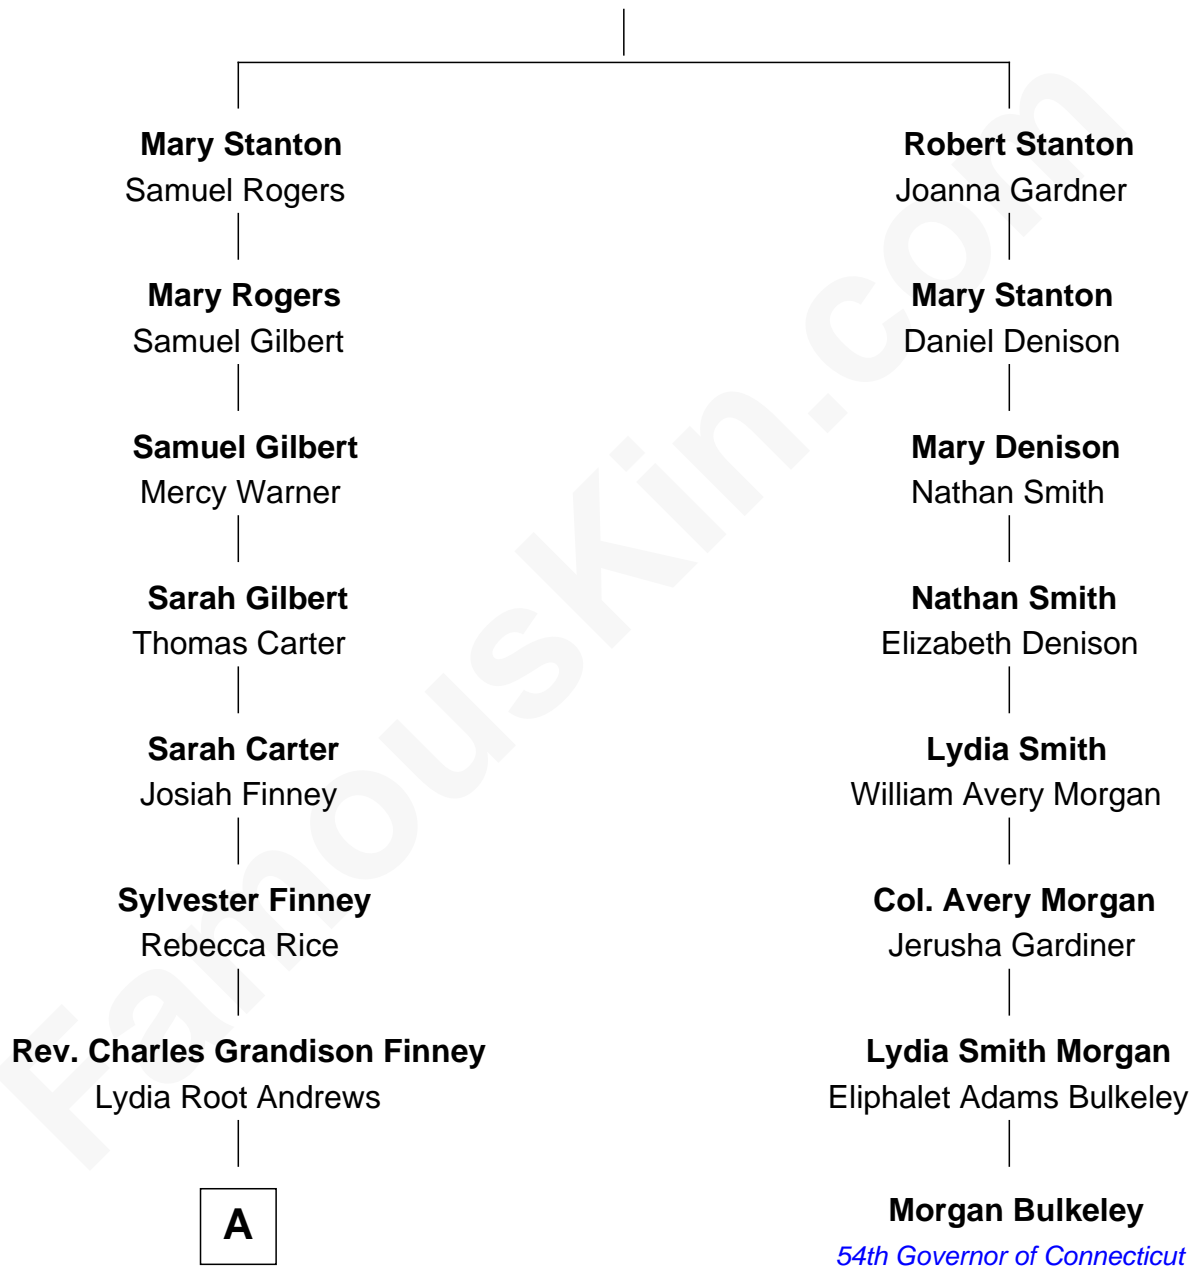 Mary Stanton
Samuel Rogers
Mary Rogers
Samuel Gilbert
Samuel Gilbert
Mercy Warner
Sarah Gilbert
Thomas Carter
Sarah Carter
Josiah Finney
Sylvester Finney
Rebecca Rice
Rev. Charles Grandison Finney
Lydia Root Andrews
A
Robert Stanton
Joanna Gardner
Mary Stanton
Daniel Denison
Mary Denison
Nathan Smith
Nathan Smith
Elizabeth Denison
Lydia Smith
William Avery Morgan
Col. Avery Morgan
Jerusha Gardiner
Lydia Smith Morgan
Eliphalet Adams Bulkeley
Morgan Bulkeley
54th Governor of Connecticut
FamousKin.com